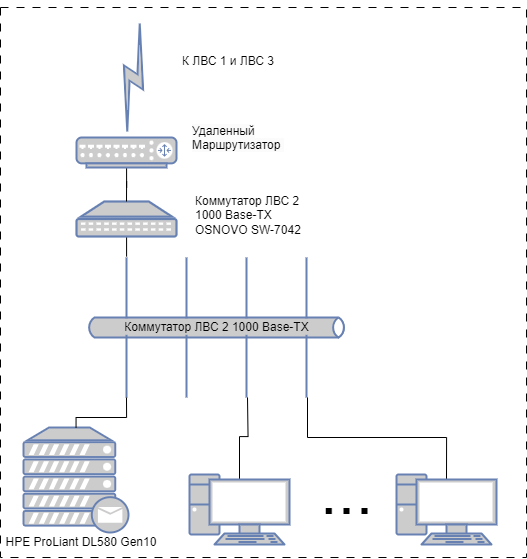 К ЛВС 1 и ЛВС 3
Удаленный
Маршрутизатор
Коммутатор ЛВС 2
1000 Base-TX
OSNOVO SW-7042
Коммутатор ЛВС 2 1000 Base-TX
HPE ProLiant DL580 Gen10